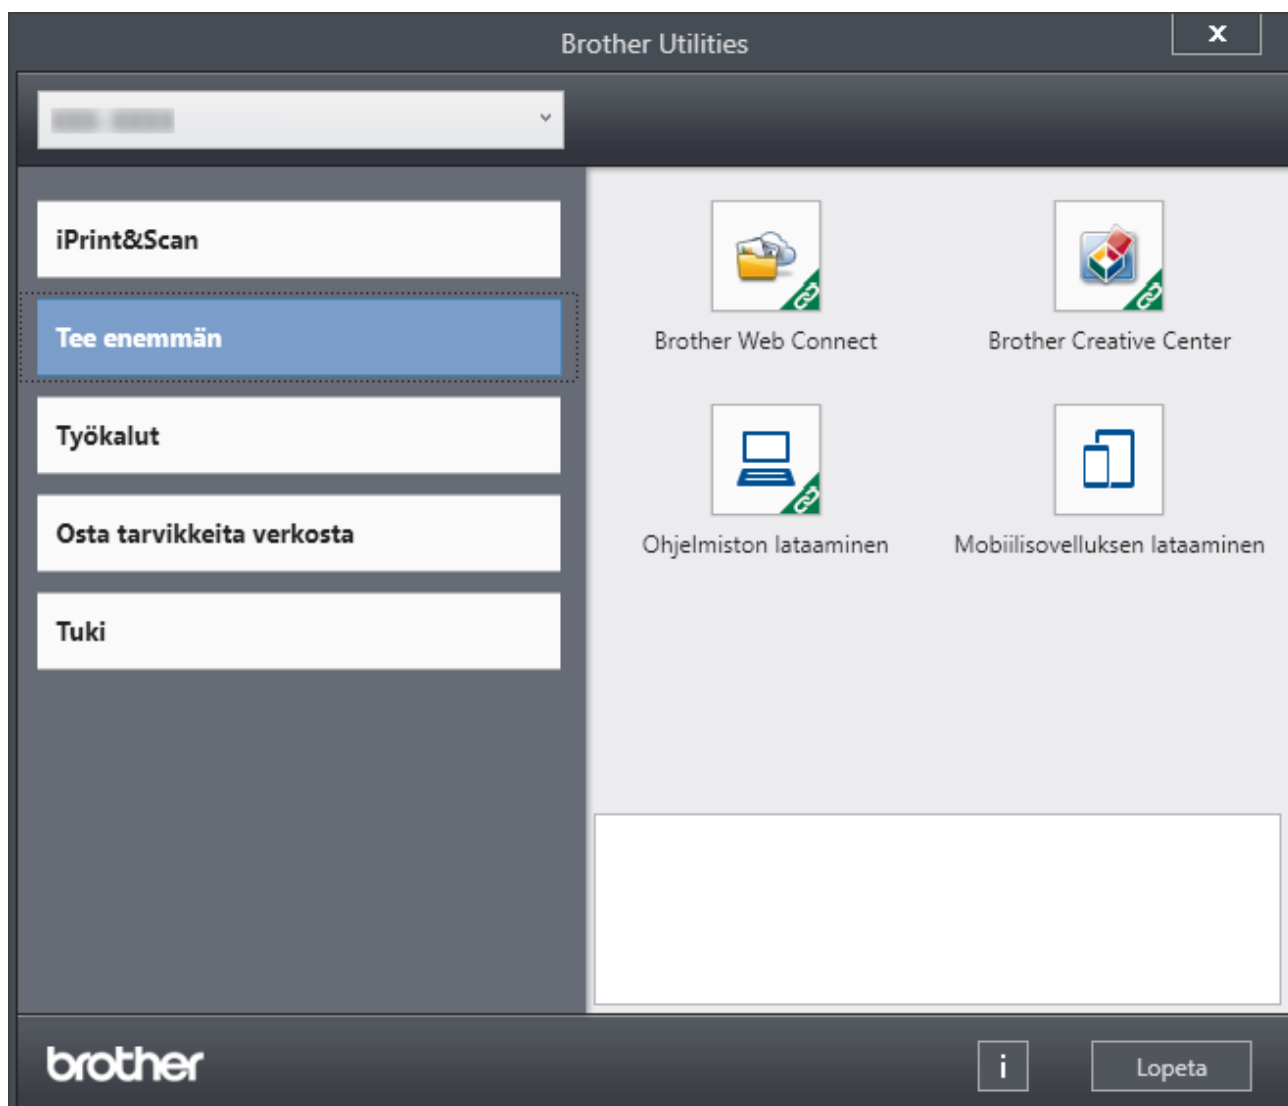 Brother Utilities
X
iPrint&Scan
Tee enemmän
Työkalut
Osta tarvikkeita verkosta
Tuki
Brother Web Connect
Brother Creative Center
Ohjelmiston lataaminen
Mobiilisovelluksen lataaminen
brother
i
Lopeta